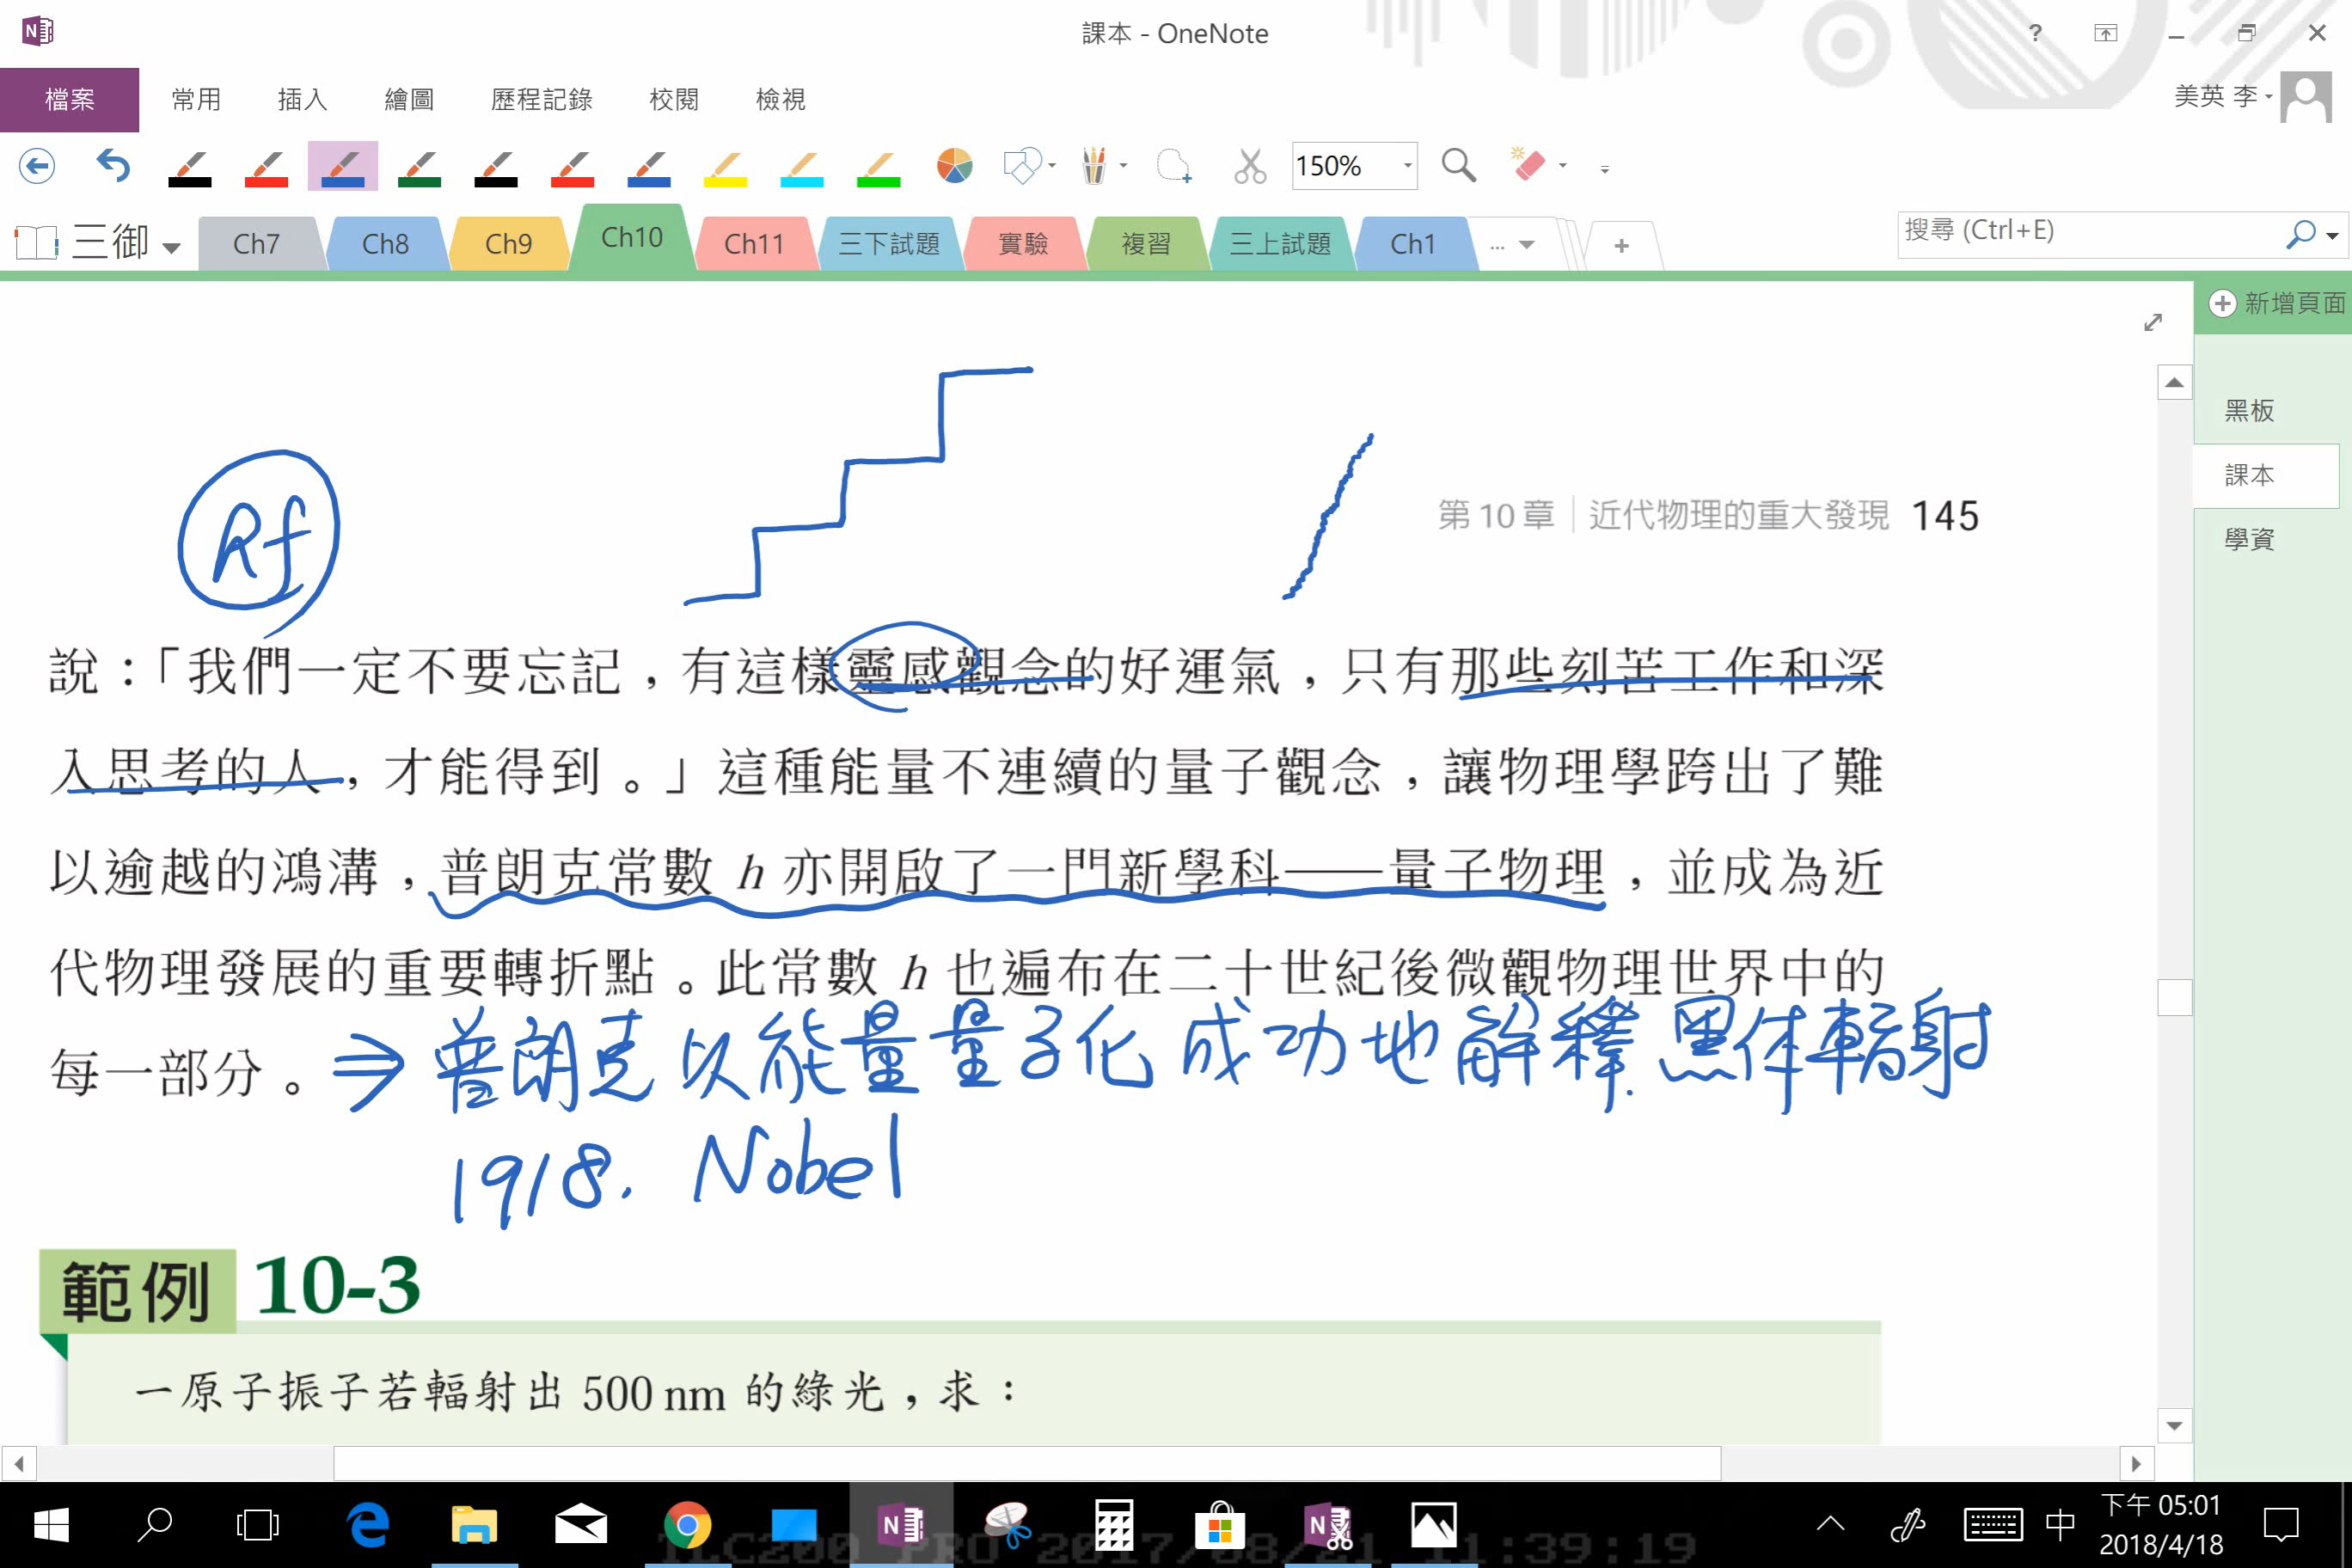 課本 - OneNote
?
檔案 常用 插入 繪圖 歷程記錄 校閱 檢視
美英 李
150%
三御 Ch7 Ch8 Ch9 Ch10 Ch11 三下試題 實驗 複習 三上試題 Ch1 ... +
搜尋 (Ctrl+E)
新增頁面
黑板
課本
學資
Rf
第 10 章 | 近代物理的重大發現 145
說：「我們一定不要忘記，有這樣靈感觀念的好運氣，只有那些刻苦工作和深
入思考的人，才能得到。」這種能量不連續的量子觀念，讓物理學跨出了難
以逾越的鴻溝，普朗克常數 h 亦開啟了一門新學科——量子物理，並成為近
代物理發展的重要轉折點。此常數 h 也遍布在二十世紀後微觀物理世界中的
每一部分。
⇒ 普朗克以能量量子化 成功地解釋 黑体輻射
1918. Nobel
範例 10-3
一原子振子若輻射出 500 nm 的綠光，求：
中
下午 05:01
2018/4/18
ILC200 PRO 2017/08/21 11:39:19